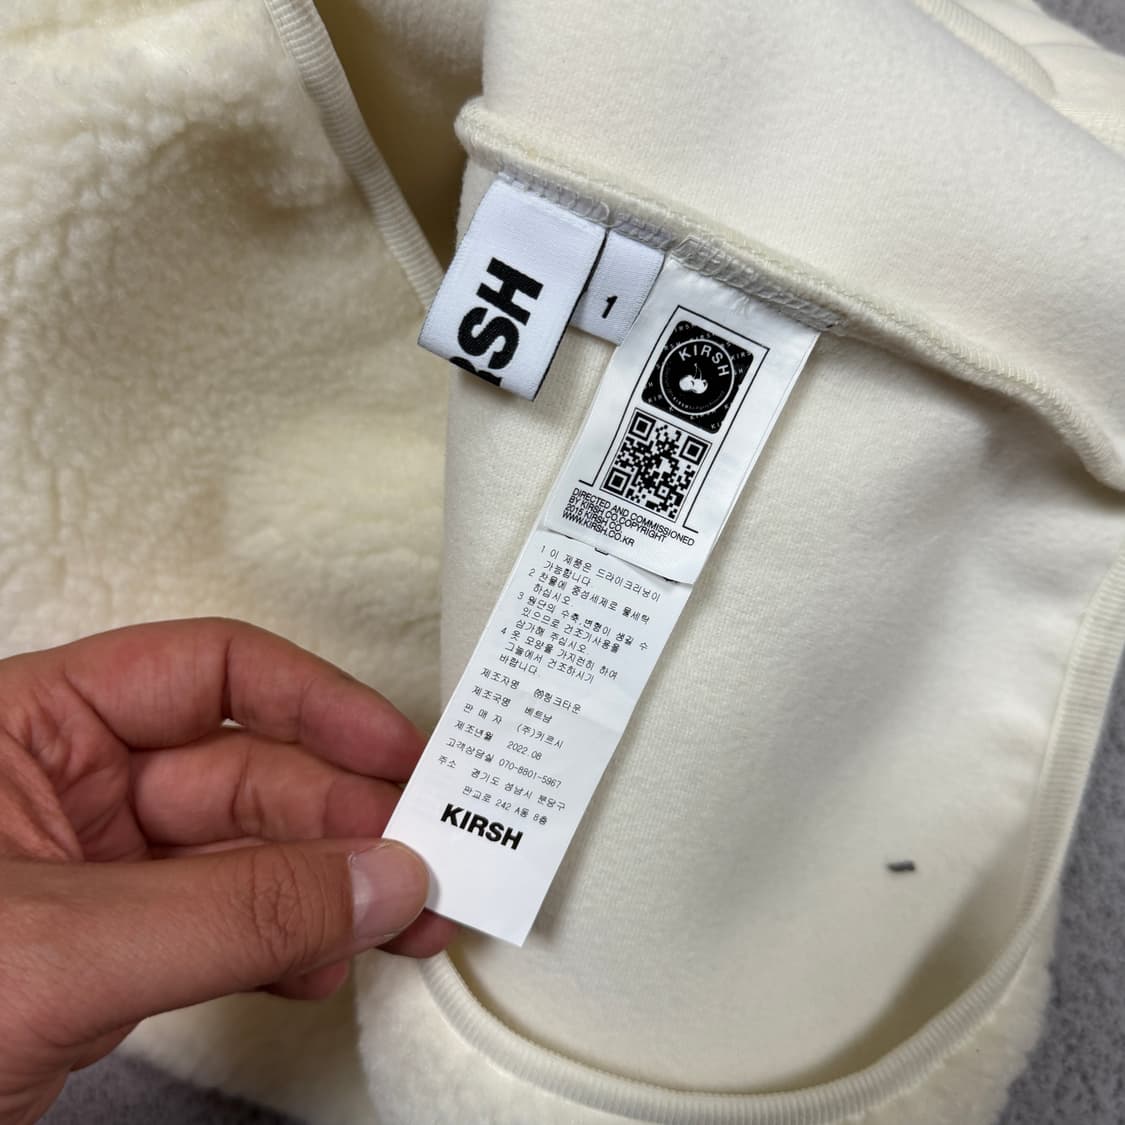 RSH
1
KIRSH
DIRECTED AND COMMISSIONED
BY KIRSH CO.COPYRIGHT
2015 KIRSH CO.
WWW.KIRSH.CO.KR
1 이 제품은 드라이크리닝이
가능합니다.
2 찬물에 중성세제로 물세탁
하십시오.
3 원단의 수축,변형이 생길 수
있으므로 건조기사용을
삼가해 주십시오.
4 옷 모양을 가지런히 하여
그늘에서 건조하시기
바랍니다.
제조자명 ㈜형크타운
제조국명 베트남
판 매 자 (주)키르시
제조년월 2022.08
고객상담실 070-8801-5967
주소 경기도 성남시 분당구
판교로 242 A동 8층
KIRSH